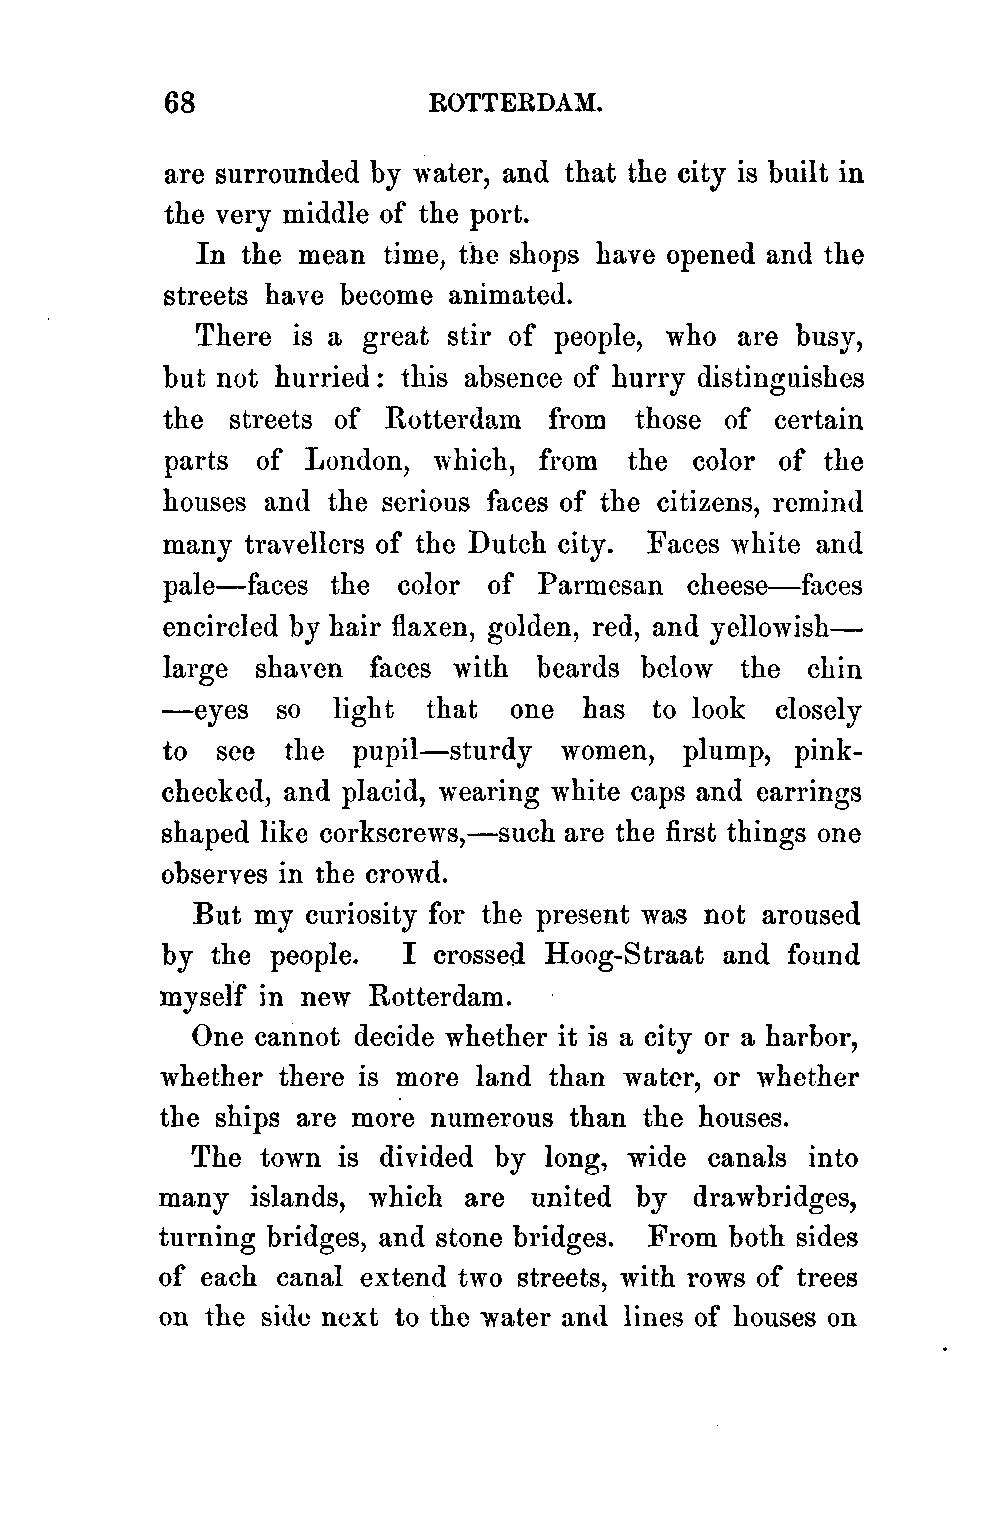 68 ROTTERDAM.
are surrounded by water, and that the city is built in
the very middle of the port.
In the mean time, the shops have opened and the
streets have become animated.
There is a great stir of people, who are busy,
but not hurried: this absence of hurry distinguishes
the streets of Rotterdam from those of certain
parts of London, which, from the color of the
houses and the serious faces of the citizens, remind
many travellers of the Dutch city. Faces white and
pale—faces the color of Parmesan cheese—faces
encircled by hair flaxen, golden, red, and yellowish—
large shaven faces with beards below the chin
—eyes so light that one has to look closely
to see the pupil—sturdy women, plump, pink-
cheeked, and placid, wearing white caps and earrings
shaped like corkscrews,—such are the first things one
observes in the crowd.
But my curiosity for the present was not aroused
by the people. I crossed Hoog-Straat and found
myself in new Rotterdam.
One cannot decide whether it is a city or a harbor,
whether there is more land than water, or whether
the ships are more numerous than the houses.
The town is divided by long, wide canals into
many islands, which are united by drawbridges,
turning bridges, and stone bridges. From both sides
of each canal extend two streets, with rows of trees
on the side next to the water and lines of houses on